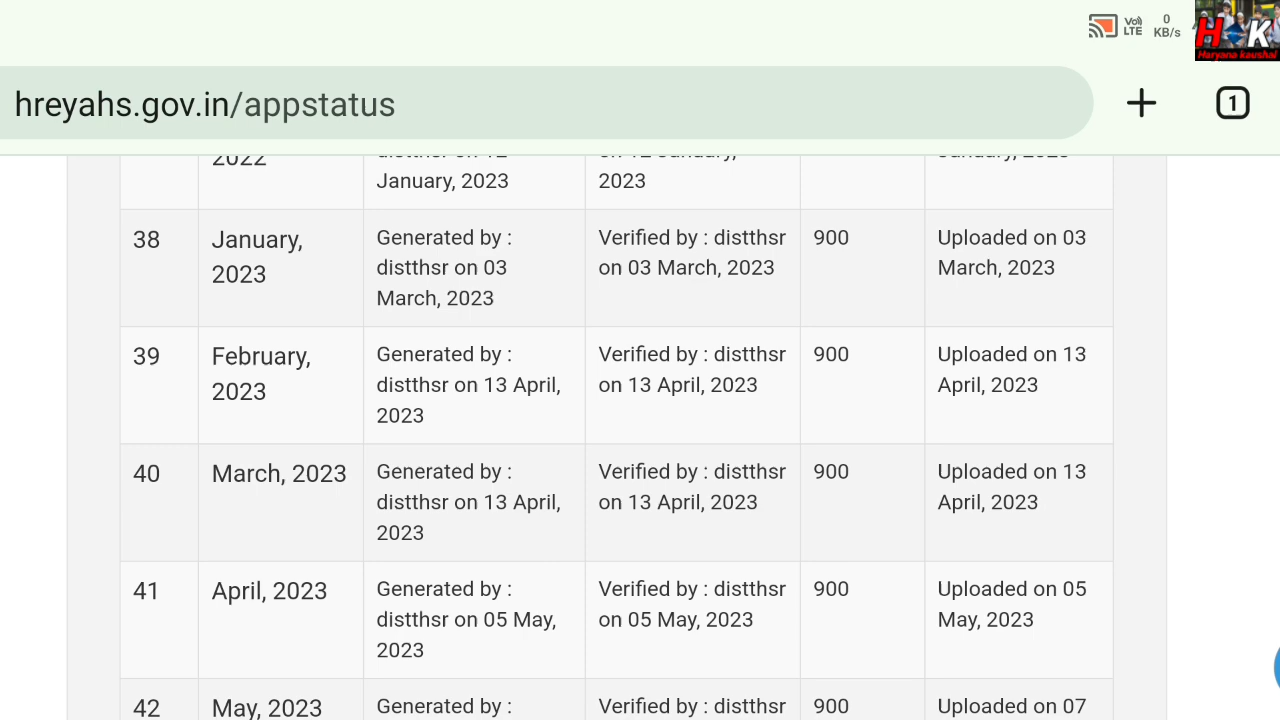 Vo))
LTE
0
KB/s
H K
Haryana kaushal
hreyahs.gov.in/appstatus
+
1
2022
January, 2023
2023
38
January,
2023
Generated by :
distthsr on 03
March, 2023
Verified by : distthsr
on 03 March, 2023
900
Uploaded on 03
March, 2023
39
February,
2023
Generated by :
distthsr on 13 April,
2023
Verified by : distthsr
on 13 April, 2023
900
Uploaded on 13
April, 2023
40
March, 2023
Generated by :
distthsr on 13 April,
2023
Verified by : distthsr
on 13 April, 2023
900
Uploaded on 13
April, 2023
41
April, 2023
Generated by :
distthsr on 05 May,
2023
Verified by : distthsr
on 05 May, 2023
900
Uploaded on 05
May, 2023
42
May, 2023
Generated by :
Verified by : distthsr
900
Uploaded on 07